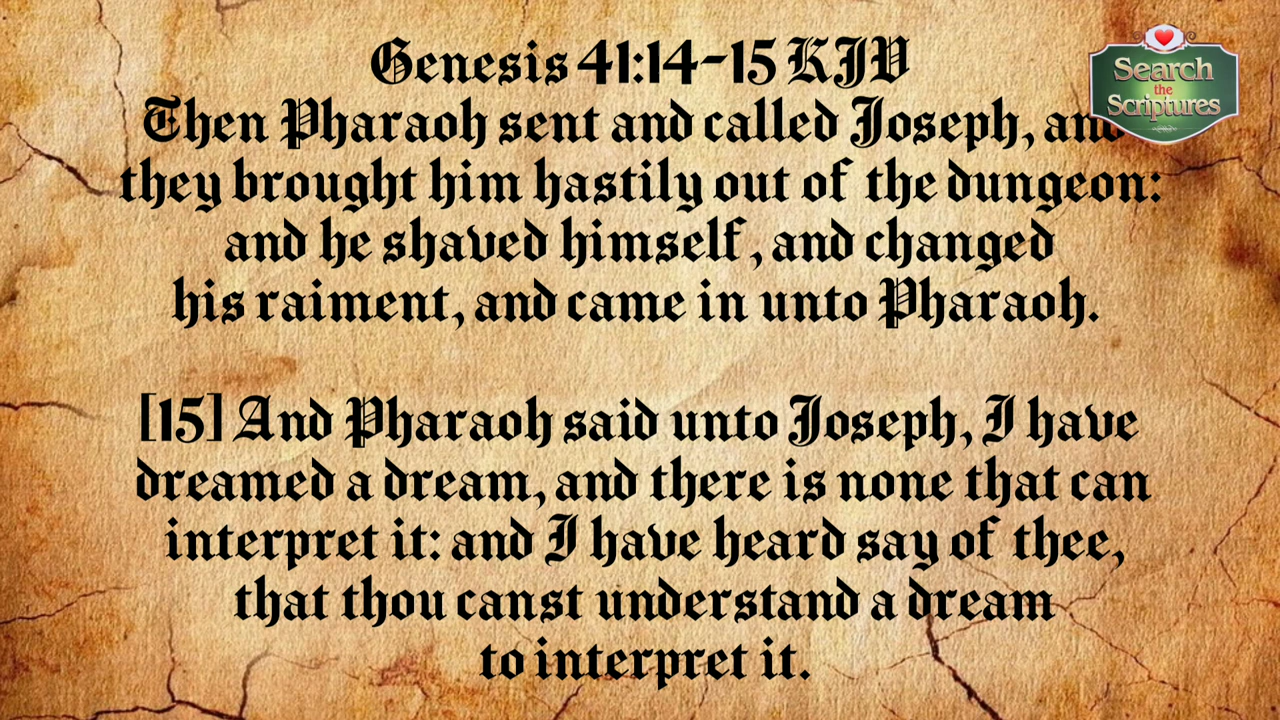 Genesis 41:14-15 KJV
Then Pharaoh sent and called Joseph, and
they brought him hastily out of the dungeon:
and he shaved himself, and changed
his raiment, and came in unto Pharaoh.
[15] And Pharaoh said unto Joseph, I have
dreamed a dream, and there is none that can
interpret it: and I have heard say of thee,
that thou canst understand a dream
to interpret it.
Search
the
Scriptures